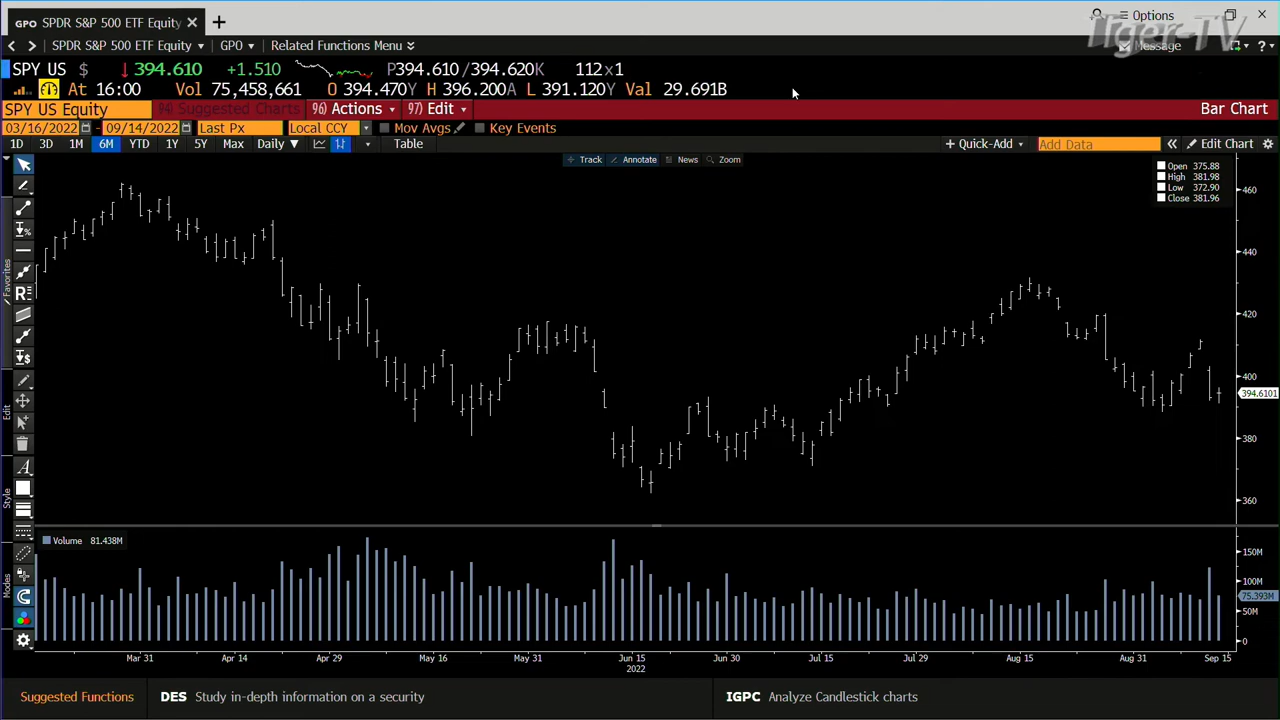 GPO SPDR S&P 500 ETF Equity × +
Options
Tiger-TV
< > SPDR S&P 500 ETF Equity GPO Related Functions Menu
Message ?
SPY US $ ↓394.610 +1.510 P394.610/394.620K 112x1
At 16:00 Vol 75,458,661 O 394.470Y H 396.200A L 391.120Y Val 29.691B
SPY US Equity 94) Suggested Charts 96) Actions 97) Edit Bar Chart
03/16/2022 - 09/14/2022 Last Px Local CCY Mov Avgs Key Events
1D 3D 1M 6M YTD 1Y 5Y Max Daily ▼ Table + Quick-Add Add Data « Edit Chart
Track Annotate News Zoom
Open 375.88
High 381.98
Low 372.90
Close 381.96
460
440
420
400
394.6101
380
360
Favorites
Edit
Style
Modes
Volume 81.438M
150M
100M
75.393M
50M
0
Mar 31 Apr 14 Apr 29 May 16 May 31 Jun 15 Jun 30 Jul 15 Jul 29 Aug 15 Aug 31 Sep 15
2022
Suggested Functions DES Study in-depth information on a security IGPC Analyze Candlestick charts